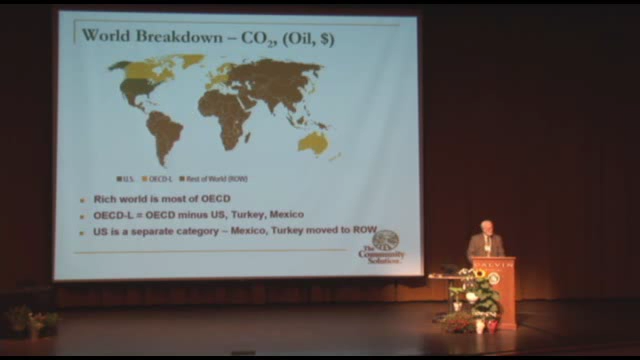 World Breakdown – CO2, (Oil, $)
U.S. OECD-L Rest of World (ROW)
Rich world is most of OECD
OECD-L = OECD minus US, Turkey, Mexico
US is a separate category – Mexico, Turkey moved to ROW
The
Community
Solution
CALVIN